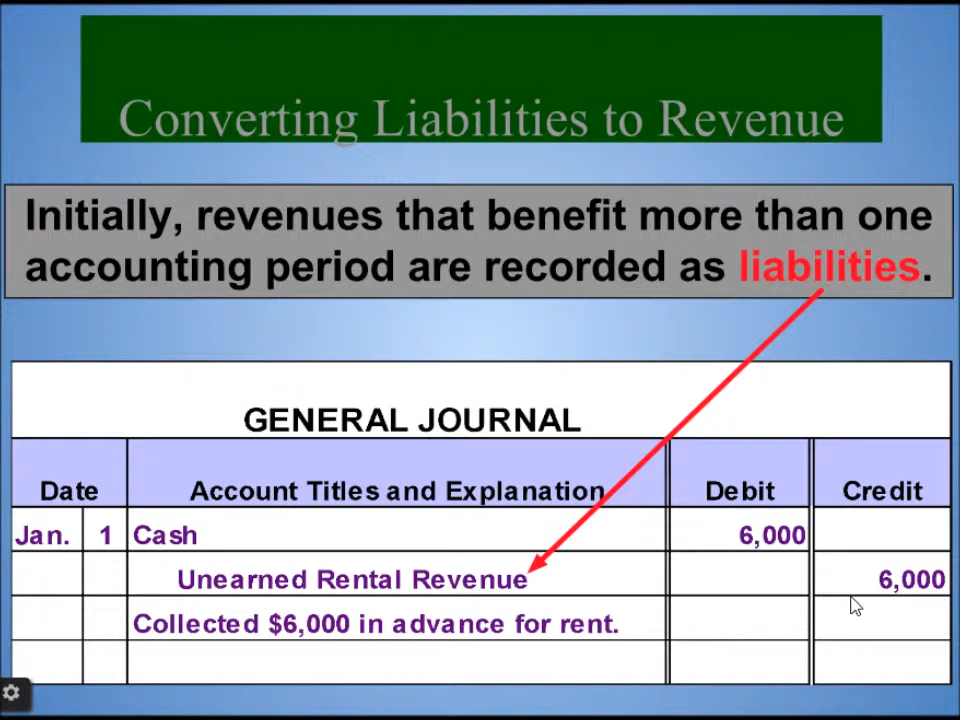 Converting Liabilities to Revenue
Initially, revenues that benefit more than one
accounting period are recorded as liabilities.
GENERAL JOURNAL
Date Account Titles and Explanation Debit Credit
Jan. 1 Cash 6,000
Unearned Rental Revenue 6,000
Collected $6,000 in advance for rent.